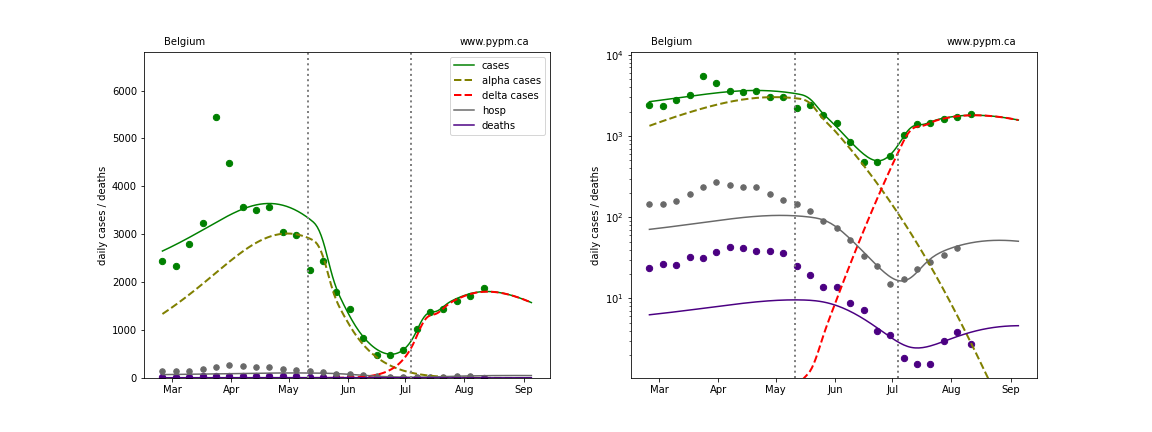 Belgium www.pypm.ca
daily cases / deaths
6000
5000
4000
3000
2000
1000
0
Mar Apr May Jun Jul Aug Sep
cases
alpha cases
delta cases
hosp
deaths
Belgium www.pypm.ca
daily cases / deaths
10⁴
10³
10²
10¹
Mar Apr May Jun Jul Aug Sep